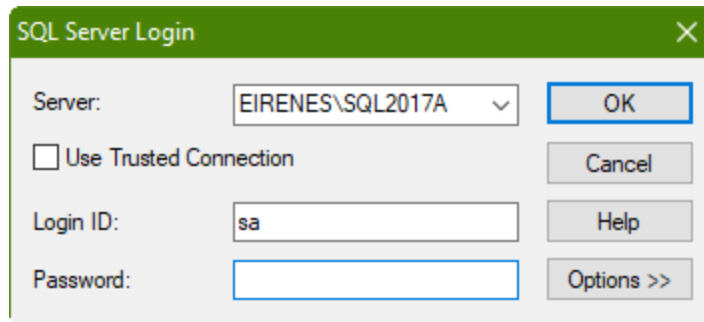 SQL Server Login
Server: EIRENES\SQL2017A OK
Use Trusted Connection Cancel
Login ID: sa Help
Password: Options >>